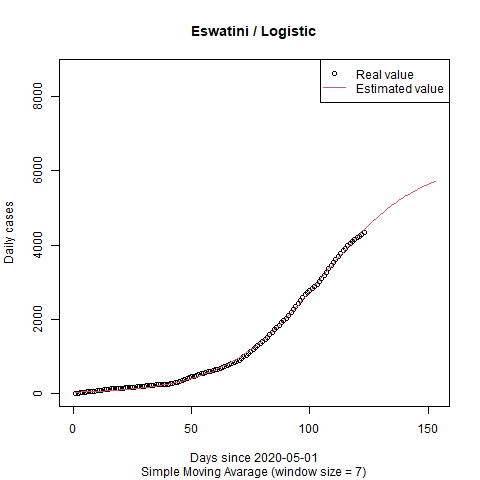 Eswatini / Logistic
Real value
Estimated value
Daily cases
8000
6000
4000
2000
0
0 50 100 150
Days since 2020-05-01
Simple Moving Avarage (window size = 7)